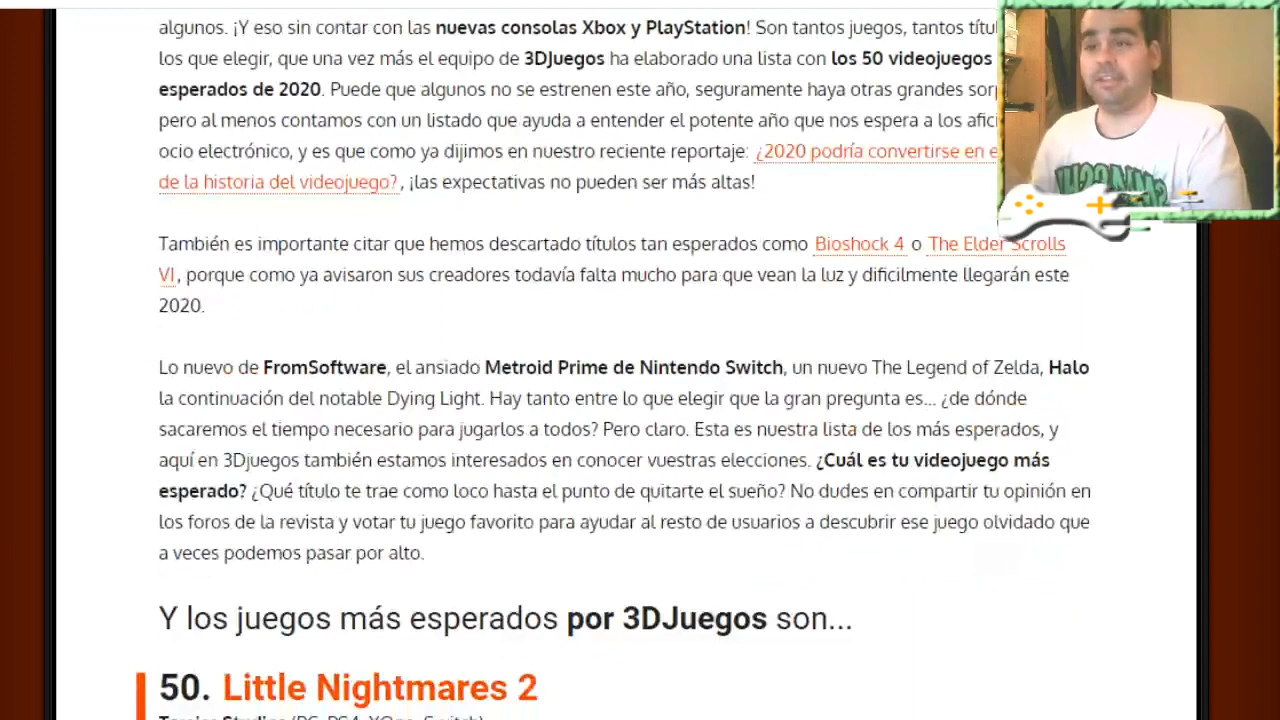 algunos. ¡Y eso sin contar con las nuevas consolas Xbox y PlayStation! Son tantos juegos, tantos
los que elegir, que una vez más el equipo de 3DJuegos ha elaborado una lista con los 50 videojuegos
esperados de 2020. Puede que algunos no se estrenen este año, seguramente haya otras grandes
pero al menos contamos con un listado que ayuda a entender el potente año que nos espera a los
ocio electrónico, y es que como ya dijimos en nuestro reciente reportaje: ¿2020 podría convertirse en
de la historia del videojuego?, ¡las expectativas no pueden ser más altas!
También es importante citar que hemos descartado títulos tan esperados como Bioshock 4 o The Elder Scrolls
VI, porque como ya avisaron sus creadores todavía falta mucho para que vean la luz y dificilmente llegarán este
2020.
Lo nuevo de FromSoftware, el ansiado Metroid Prime de Nintendo Switch, un nuevo The Legend of Zelda, Halo
la continuación del notable Dying Light. Hay tanto entre lo que elegir que la gran pregunta es... ¿de dónde
sacaremos el tiempo necesario para jugarlos a todos? Pero claro. Esta es nuestra lista de los más esperados, y
aquí en 3Djuegos también estamos interesados en conocer vuestras elecciones. ¿Cuál es tu videojuego más
esperado? ¿Qué título te trae como loco hasta el punto de quitarte el sueño? No dudes en compartir tu opinión en
los foros de la revista y votar tu juego favorito para ayudar al resto de usuarios a descubrir ese juego olvidado que
a veces podemos pasar por alto.
Y los juegos más esperados por 3DJuegos son...
50. Little Nightmares 2